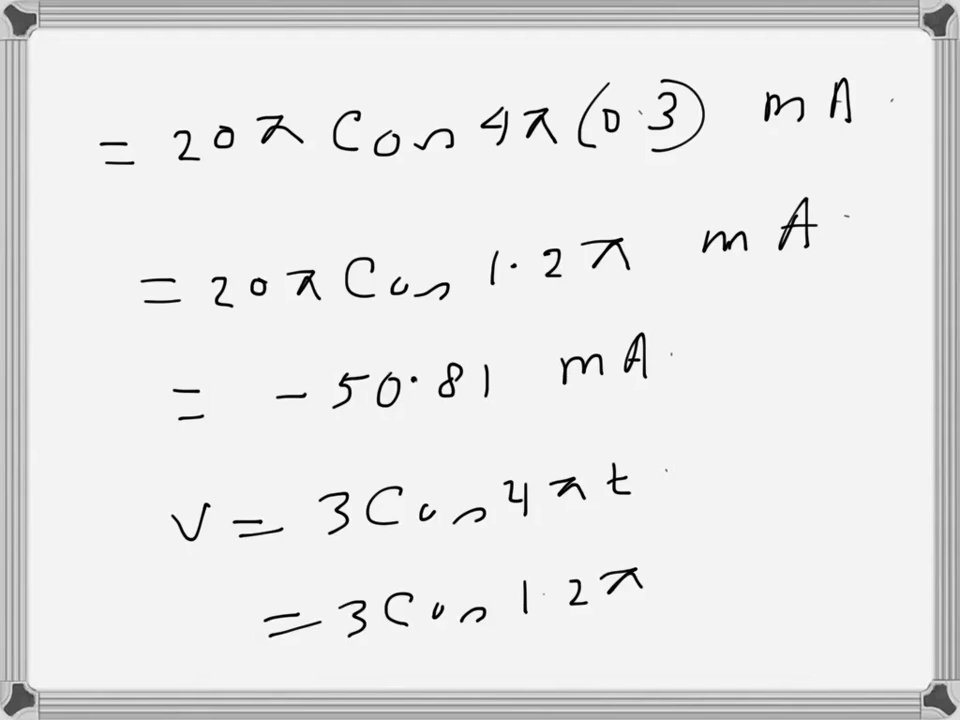 = 20π Cos 4π(0.3) mA
= 20π Cos 1.2π mA
= - 50.81 mA
V = 3 Cos 4πt
= 3 Cos 1.2π